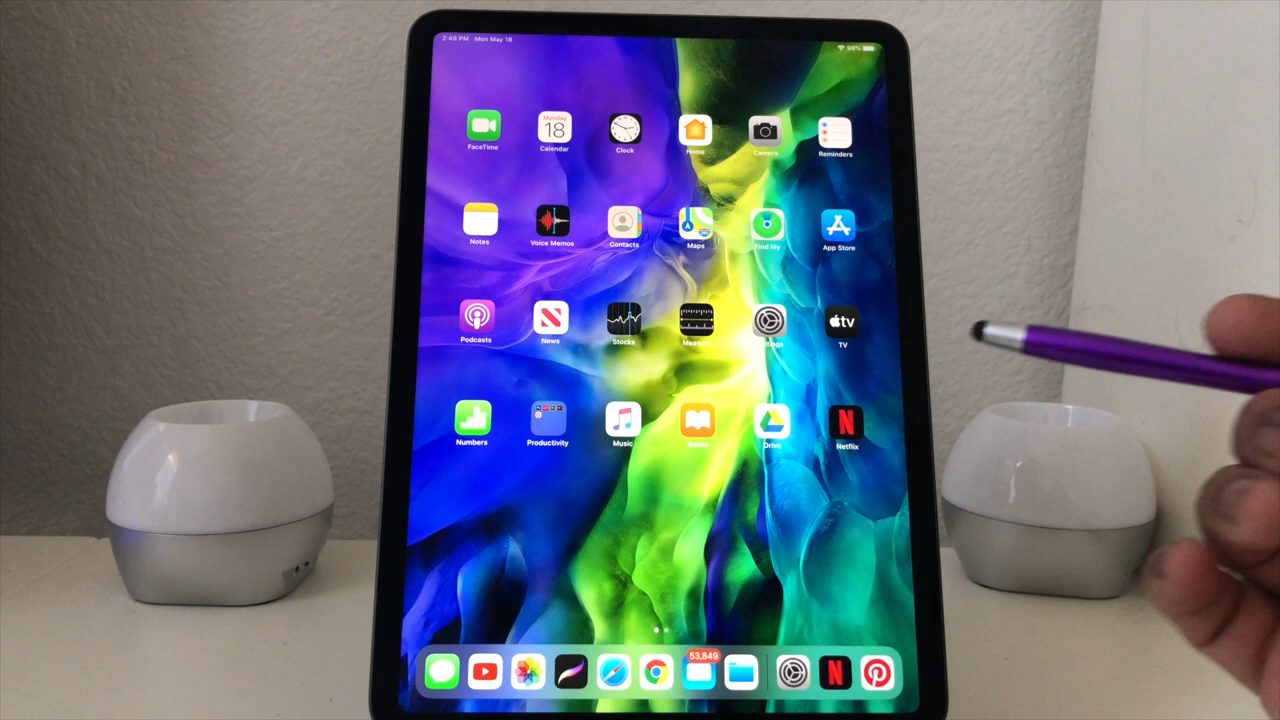 2:49 PM Mon May 18
98%
Monday
18
FaceTime Calendar Clock Home Camera Reminders
Notes Voice Memos Contacts Maps Find My App Store
tv
Podcasts News Stocks Measure Settings TV
Numbers Productivity Music Books Drive Netflix
53,849